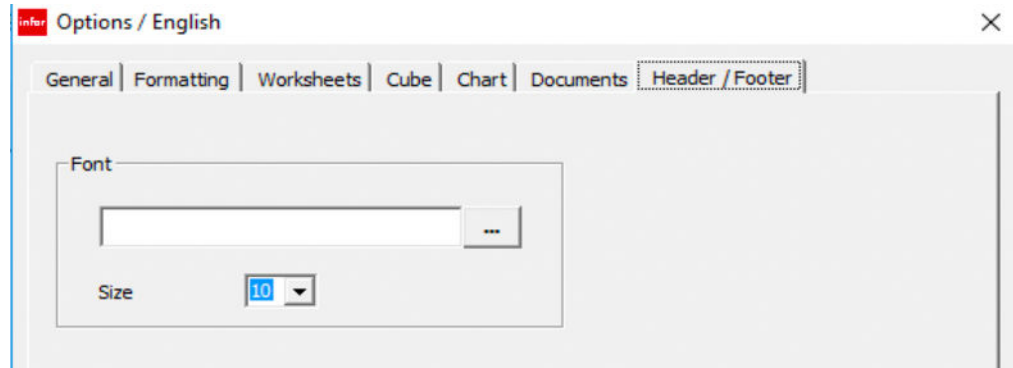 infor Options / English
General Formatting Worksheets Cube Chart Documents Header / Footer
Font
...
Size 10